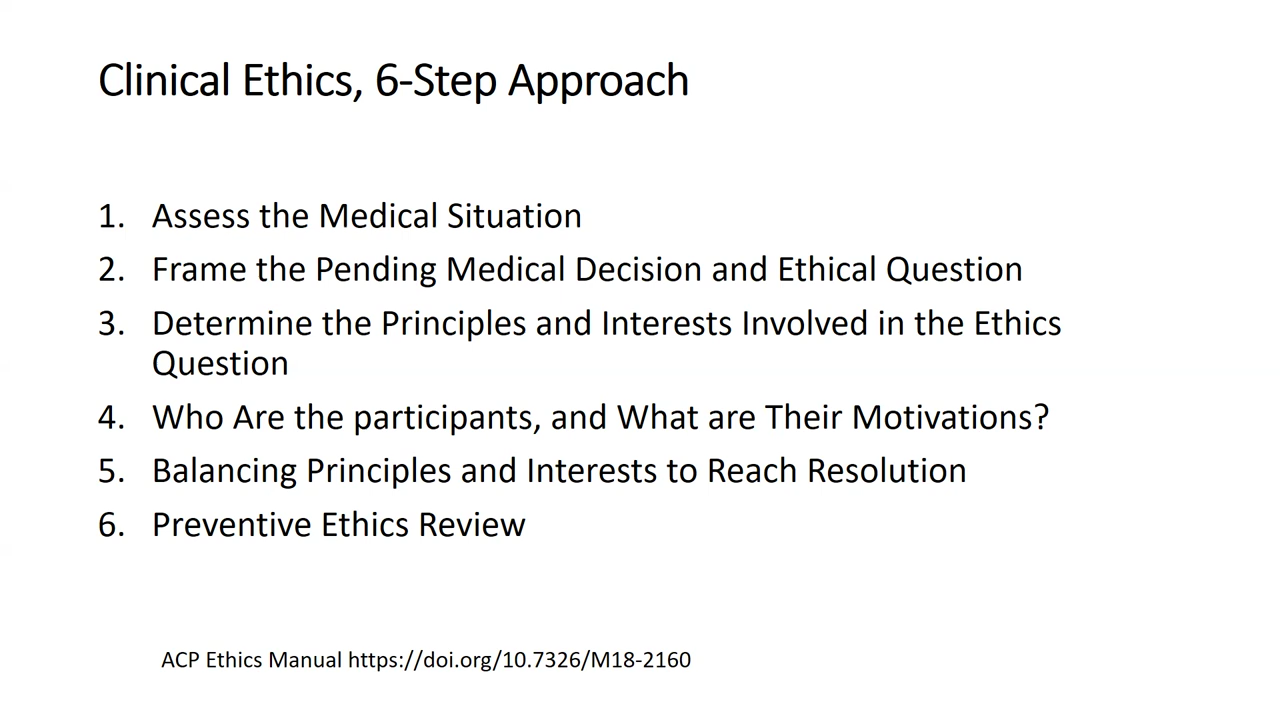 Clinical Ethics, 6-Step Approach
1. Assess the Medical Situation
2. Frame the Pending Medical Decision and Ethical Question
3. Determine the Principles and Interests Involved in the Ethics
Question
4. Who Are the participants, and What are Their Motivations?
5. Balancing Principles and Interests to Reach Resolution
6. Preventive Ethics Review
ACP Ethics Manual https://doi.org/10.7326/M18-2160